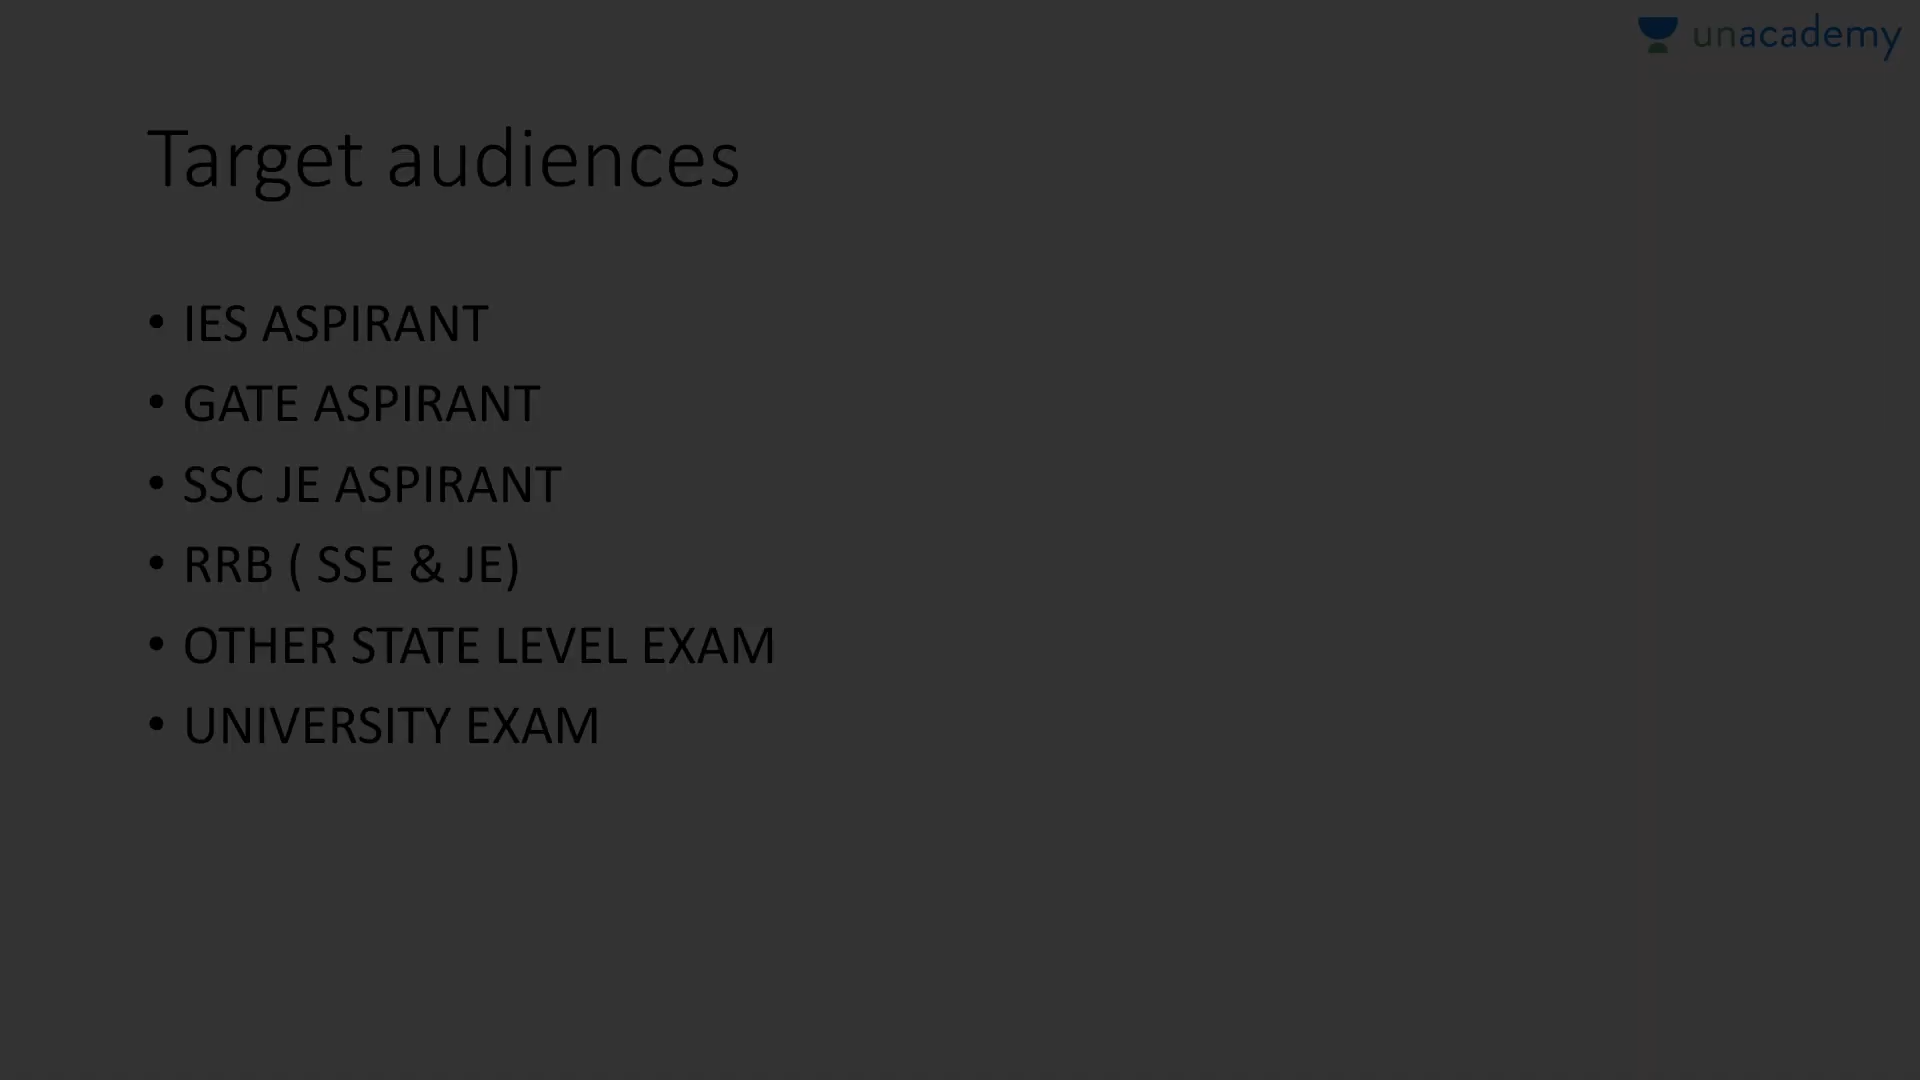 unacademy
Target audiences
• IES ASPIRANT
• GATE ASPIRANT
• SSC JE ASPIRANT
• RRB ( SSE & JE)
• OTHER STATE LEVEL EXAM
• UNIVERSITY EXAM